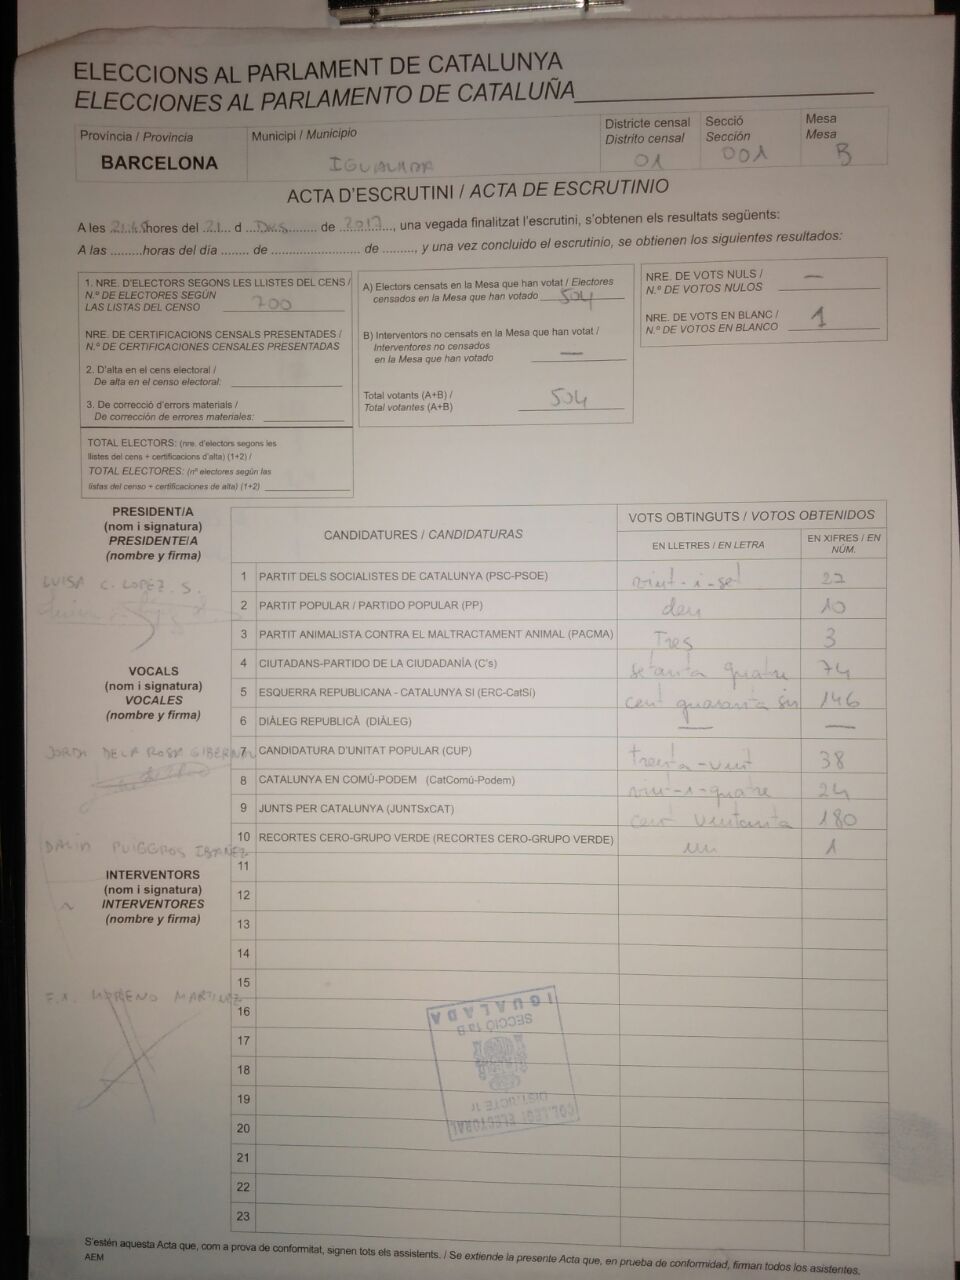 ELECCIONS AL PARLAMENT DE CATALUNYA
ELECCIONES AL PARLAMENTO DE CATALUÑA
Província / Provincia
BARCELONA
Municipi / Municipio
IGUALADA
Districte censal
Distrito censal
01
Secció
Sección
001
Mesa
Mesa
B
ACTA D'ESCRUTINI / ACTA DE ESCRUTINIO
A les hores del 21 d Des de 2017, una vegada finalitzat l'escrutini, s'obtenen els resultats següents:
A las .........horas del día ........ de ......................... de .........., y una vez concluido el escrutinio, se obtienen los siguientes resultados:
1. NRE. D'ELECTORS SEGONS LES LLISTES DEL CENS /
N.º DE ELECTORES SEGÚN
LAS LISTAS DEL CENSO 700
NRE. DE CERTIFICACIONS CENSALS PRESENTADES /
N.º DE CERTIFICACIONES CENSALES PRESENTADAS
2. D'alta en el cens electoral /
De alta en el censo electoral:
3. De correcció d'errors materials /
De corrección de errores materiales:
TOTAL ELECTORS: (nre. d'electors segons les
llistes del cens + certificacions d'alta) (1+2) /
TOTAL ELECTORES: (nº electores según las
listas del censo + certificaciones de alta) (1+2)
A) Electors censats en la Mesa que han votat / Electores
censados en la Mesa que han votado 504
B) Interventors no censats en la Mesa que han votat /
Interventores no censados
en la Mesa que han votado —
Total votants (A+B) /
Total votantes (A+B) 504
NRE. DE VOTS NULS /
N.º DE VOTOS NULOS —
NRE. DE VOTS EN BLANC /
N.º DE VOTOS EN BLANCO 1
PRESIDENT/A
(nom i signatura)
PRESIDENTE/A
(nombre y firma)
LUISA C. LOPEZ S.
VOCALS
(nom i signatura)
VOCALES
(nombre y firma)
JORDI DE LA ROSA GIBERNAU
DALIA PUIGGROS IBAÑEZ
INTERVENTORS
(nom i signatura)
INTERVENTORES
(nombre y firma)
MORENO MARTINEZ
CANDIDATURES / CANDIDATURAS
VOTS OBTINGUTS / VOTOS OBTENIDOS
EN LLETRES / EN LETRA
EN XIFRES / EN NÚM.
1 PARTIT DELS SOCIALISTES DE CATALUNYA (PSC-PSOE) vint-i-set 27
2 PARTIT POPULAR / PARTIDO POPULAR (PP) deu 10
3 PARTIT ANIMALISTA CONTRA EL MALTRACTAMENT ANIMAL (PACMA) Tres 3
4 CIUTADANS-PARTIDO DE LA CIUDADANÍA (C's) setanta quatre 74
5 ESQUERRA REPUBLICANA - CATALUNYA SÍ (ERC-CatSí) cent quaranta sis 146
6 DIÀLEG REPUBLICÀ (DIÀLEG) — —
7 CANDIDATURA D'UNITAT POPULAR (CUP) trenta-vuit 38
8 CATALUNYA EN COMÚ-PODEM (CatComú-Podem) vint-i-quatre 24
9 JUNTS PER CATALUNYA (JUNTSxCAT) cent vuitanta 180
10 RECORTES CERO-GRUPO VERDE (RECORTES CERO-GRUPO VERDE) un 1
11
12
13
14
15
16
17
18
19
20
21
22
23
COL·LEGI ELECTORAL
DISTRICTE 1r
SECCIÓ 1a B
IGUALADA
S'estén aquesta Acta que, com a prova de conformitat, signen tots els assistents. / Se extiende la presente Acta que, en prueba de conformidad, firman todos los asistentes.
AEM